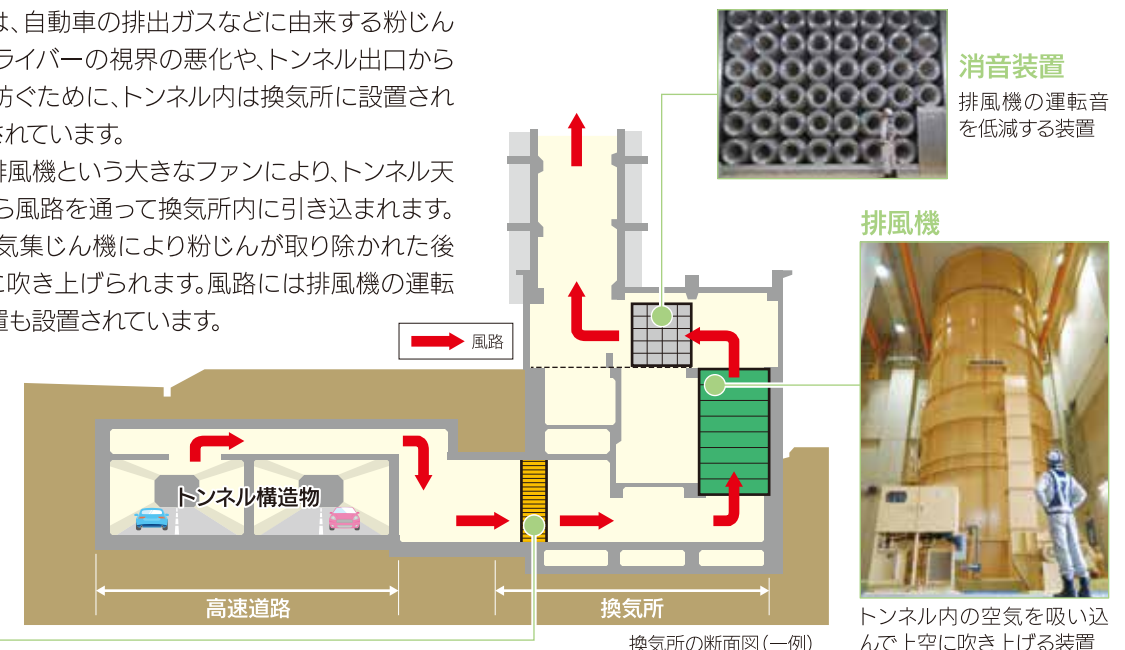 は、自動車の排出ガスなどに由来する粉じん
ライバーの視界の悪化や、トンネル出口から
防ぐために、トンネル内は換気所に設置され
されています。
排風機という大きなファンにより、トンネル天
ら風路を通って換気所内に引き込まれます。
気集じん機により粉じんが取り除かれた後
に吹き上げられます。風路には排風機の運転
置も設置されています。
消音装置
排風機の運転音
を低減する装置
排風機
風路
トンネル構造物
高速道路
換気所
換気所の断面図(一例)
トンネル内の空気を吸い込
んで上空に吹き上げる装置